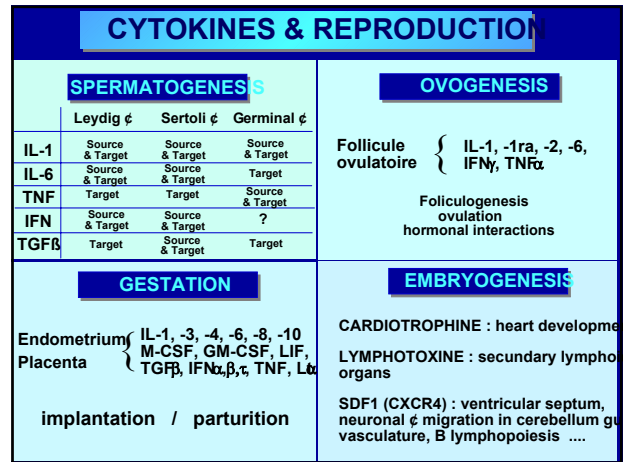 CYTOKINES & REPRODUCTION
SPERMATOGENESIS
Leydig ¢ Sertoli ¢ Germinal ¢
IL-1 Source & Target Source & Target Source & Target
IL-6 Source & Target Source & Target Target
TNF Target Target Source & Target
IFN Source & Target Source & Target ?
TGFß Target Source & Target Target
OVOGENESIS
Follicule ovulatoire { IL-1, -1ra, -2, -6,
IFNγ, TNFα
Foliculogenesis
ovulation
hormonal interactions
GESTATION
Endometrium
Placenta
{ IL-1, -3, -4, -6, -8, -10
M-CSF, GM-CSF, LIF,
TGFβ, IFNα,β,τ, TNF, Ltα
implantation / parturition
EMBRYOGENESIS
CARDIOTROPHINE : heart developme
LYMPHOTOXINE : secundary lympho
organs
SDF1 (CXCR4) : ventricular septum,
neuronal ¢ migration in cerebellum gu
vasculature, B lymphopoiesis ....